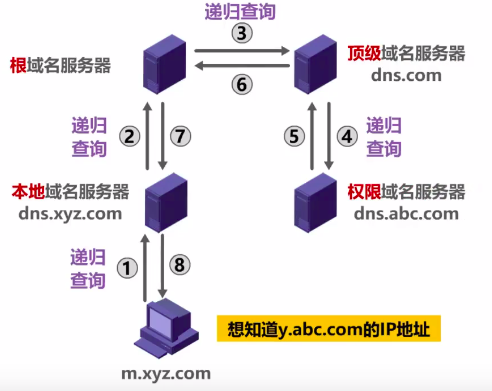 递归查询
③
根域名服务器
顶级域名服务器
dns.com
⑥
递归
查询
②
⑦
⑤
④
递归
查询
本地域名服务器
dns.xyz.com
权限域名服务器
dns.abc.com
递归
查询
①
⑧
想知道y.abc.com的IP地址
m.xyz.com